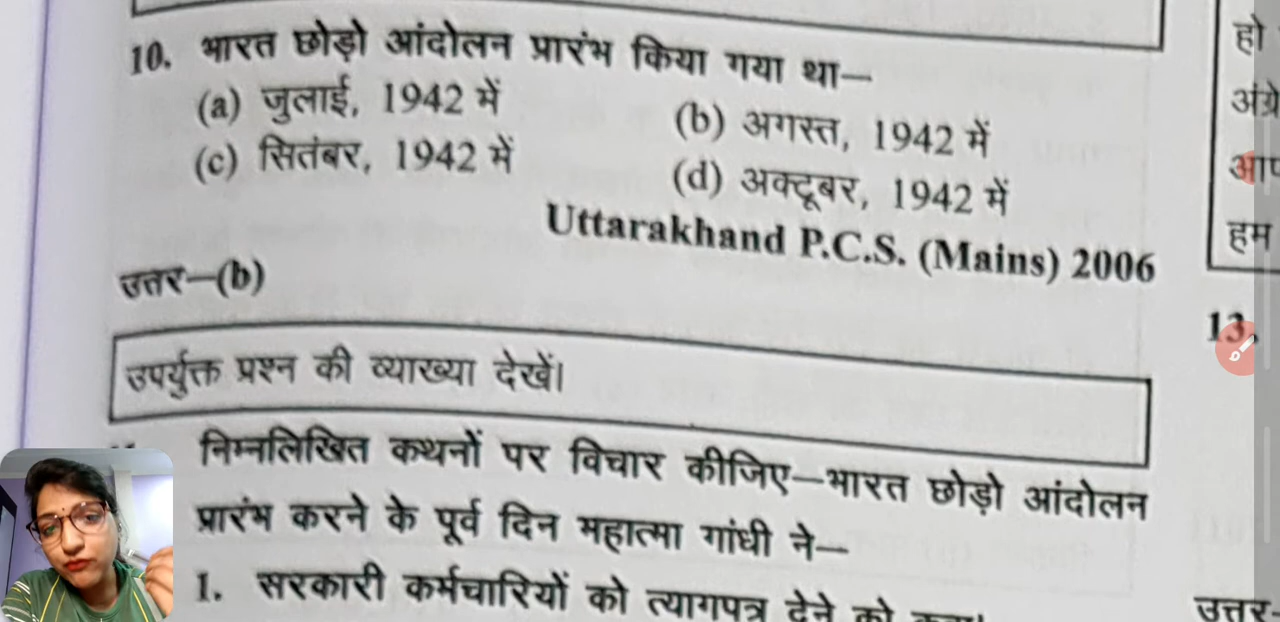 10. भारत छोड़ो आंदोलन प्रारंभ किया गया था—
(a) जुलाई, 1942 में
(b) अगस्त, 1942 में
(c) सितंबर, 1942 में
(d) अक्टूबर, 1942 में
Uttarakhand P.C.S. (Mains) 2006
उत्तर—(b)
उपर्युक्त प्रश्न की व्याख्या देखें।
निम्नलिखित कथनों पर विचार कीजिए—भारत छोड़ो आंदोलन
प्रारंभ करने के पूर्व दिन महात्मा गांधी ने—
1. सरकारी कर्मचारियों को त्यागपत्र देने को
हो
हम
13.
उत्तर-